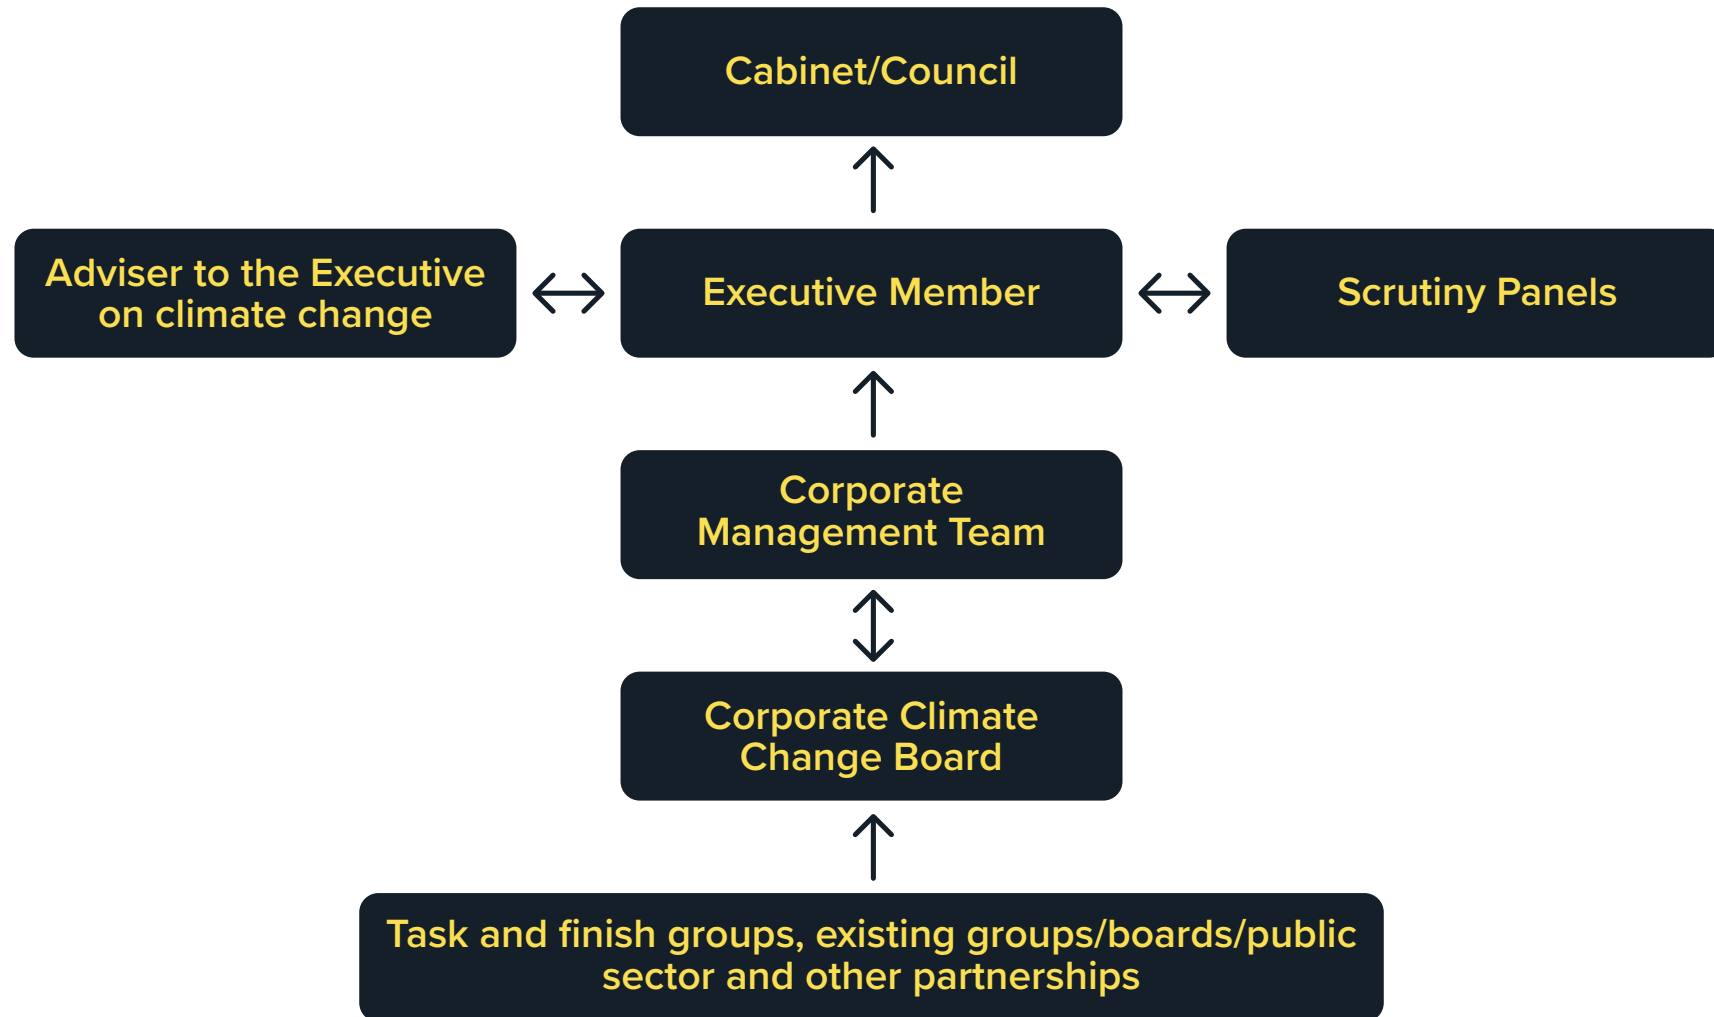 Cabinet/Council
Adviser to the Executive
on climate change
Executive Member
Scrutiny Panels
Corporate
Management Team
Corporate Climate
Change Board
Task and finish groups, existing groups/boards/public
sector and other partnerships